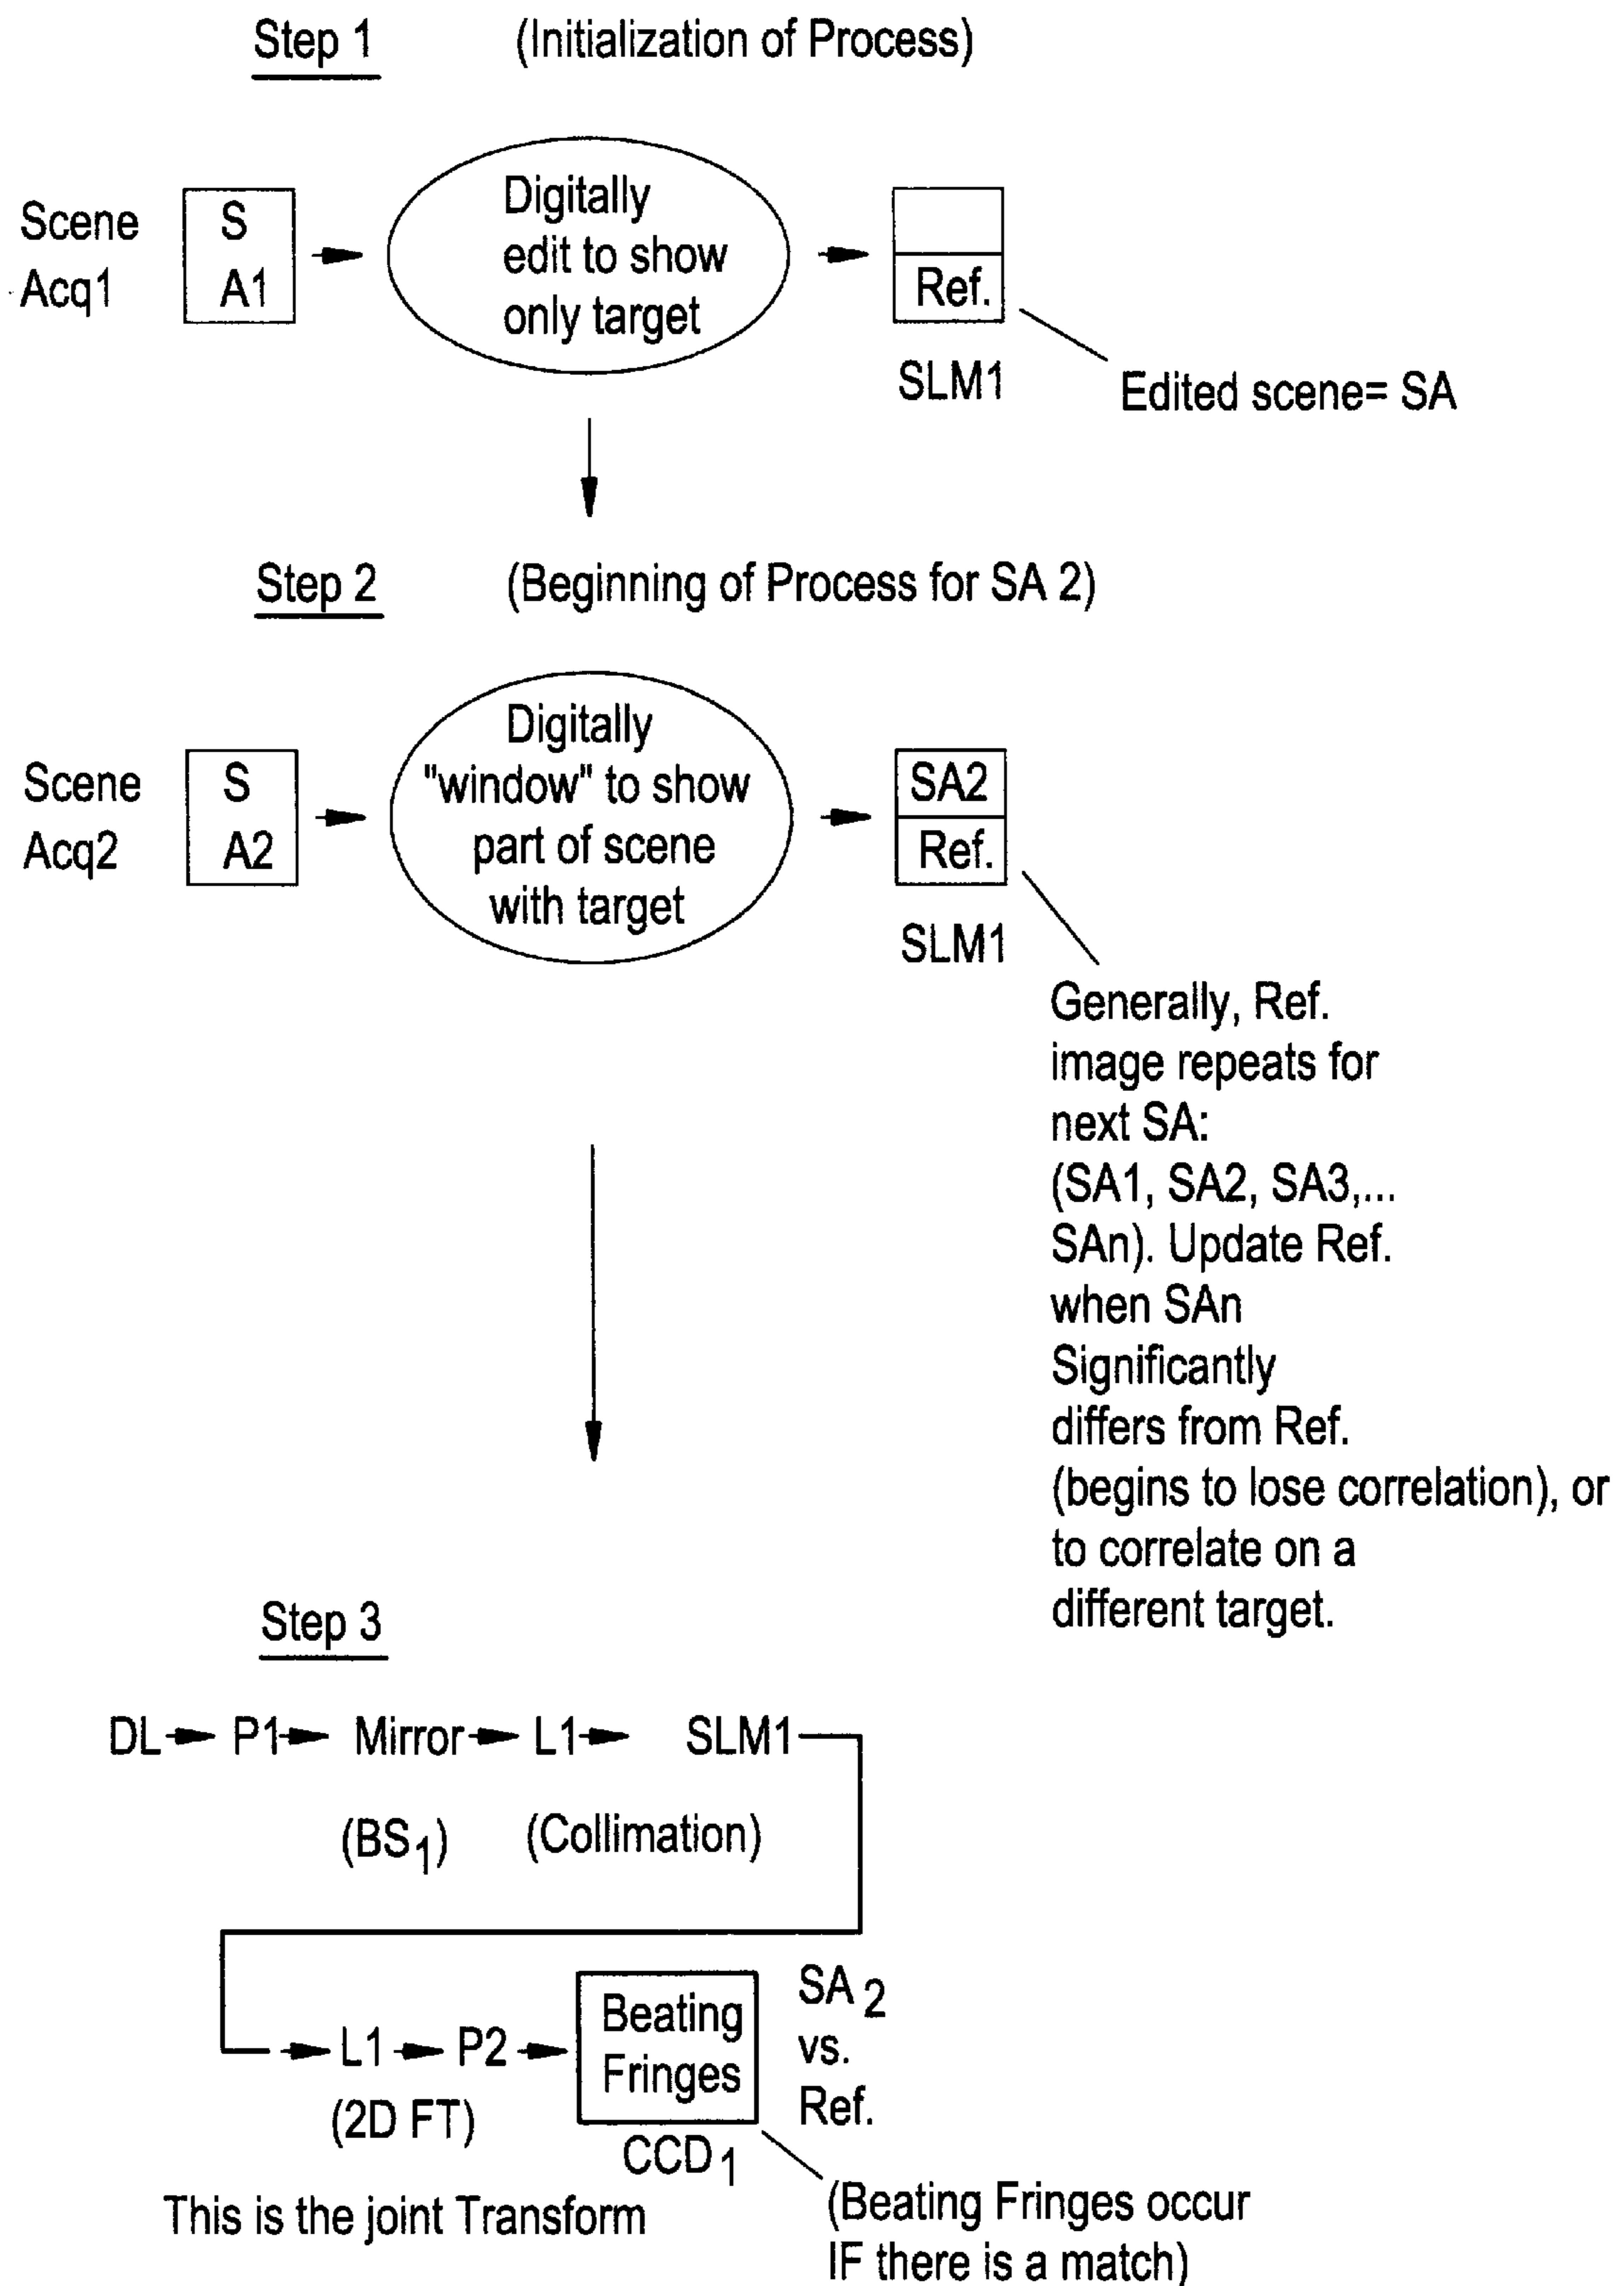 Step 1 (Initialization of Process)
Scene
Acq1
S
A1
Digitally
edit to show
only target
Ref.
SLM1
Edited scene= SA
Step 2 (Beginning of Process for SA 2)
Scene
Acq2
S
A2
Digitally
"window" to show
part of scene
with target
SA2
Ref.
SLM1
Generally, Ref.
image repeats for
next SA:
(SA1, SA2, SA3,...
SAn). Update Ref.
when SAn
Significantly
differs from Ref.
(begins to lose correlation), or
to correlate on a
different target.
Step 3
DL P1 Mirror L1 SLM1
(BS1) (Collimation)
L1 P2
(2D FT)
Beating
Fringes
CCD1
SA2
vs.
Ref.
This is the joint Transform
(Beating Fringes occur
IF there is a match)